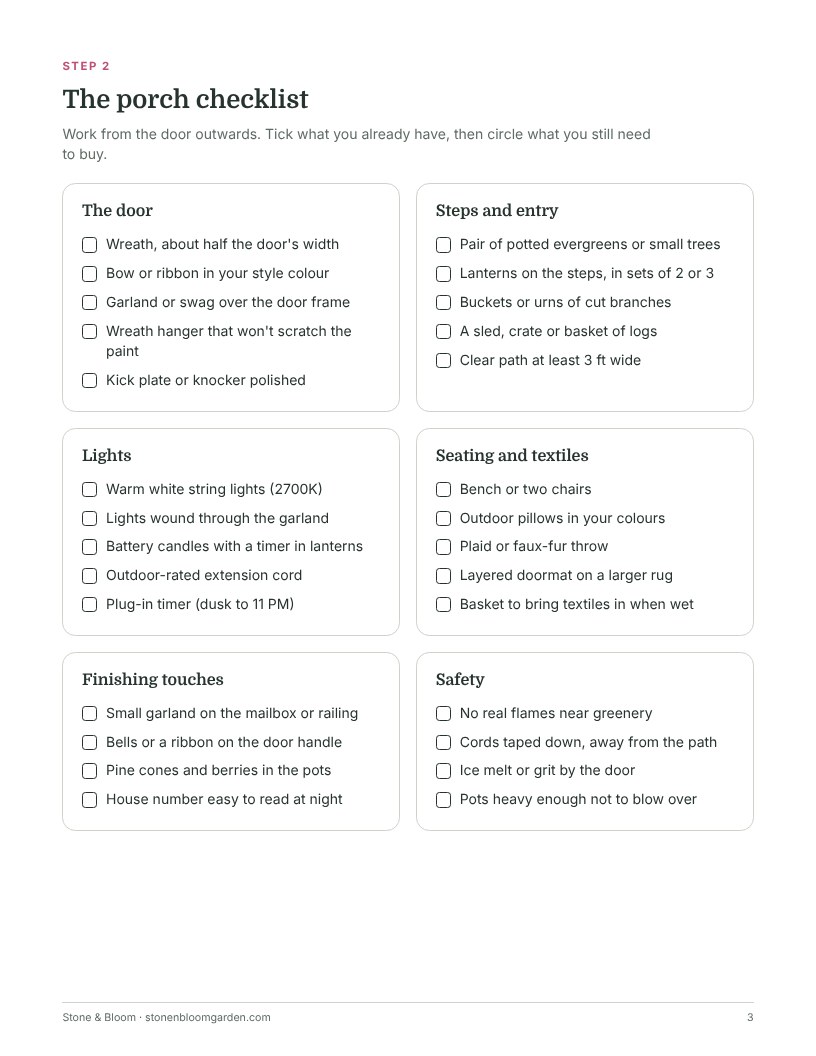 STEP 2
The porch checklist
Work from the door outwards. Tick what you already have, then circle what you still need
to buy.
The door
Wreath, about half the door's width
Bow or ribbon in your style colour
Garland or swag over the door frame
Wreath hanger that won't scratch the
paint
Kick plate or knocker polished
Steps and entry
Pair of potted evergreens or small trees
Lanterns on the steps, in sets of 2 or 3
Buckets or urns of cut branches
A sled, crate or basket of logs
Clear path at least 3 ft wide
Lights
Warm white string lights (2700K)
Lights wound through the garland
Battery candles with a timer in lanterns
Outdoor-rated extension cord
Plug-in timer (dusk to 11 PM)
Seating and textiles
Bench or two chairs
Outdoor pillows in your colours
Plaid or faux-fur throw
Layered doormat on a larger rug
Basket to bring textiles in when wet
Finishing touches
Small garland on the mailbox or railing
Bells or a ribbon on the door handle
Pine cones and berries in the pots
House number easy to read at night
Safety
No real flames near greenery
Cords taped down, away from the path
Ice melt or grit by the door
Pots heavy enough not to blow over
Stone & Bloom · stonenbloomgarden.com
3